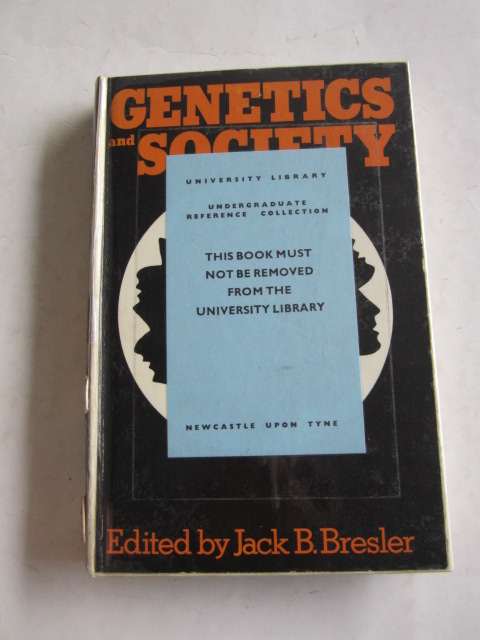 GENETICS
and SOCIETY
UNIVERSITY LIBRARY
UNDERGRADUATE
REFERENCE COLLECTION
THIS BOOK MUST
NOT BE REMOVED
FROM THE
UNIVERSITY LIBRARY
NEWCASTLE UPON TYNE
Edited by Jack B. Bresler